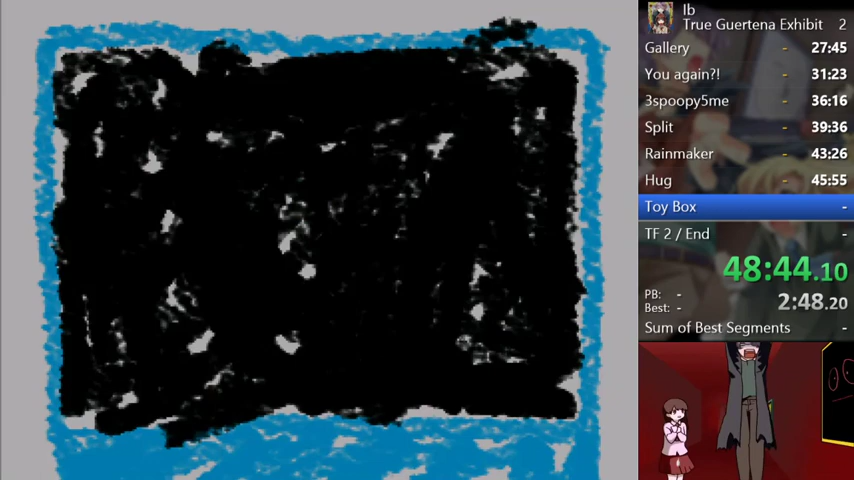 Ib
True Guertena Exhibit 2
Gallery - 27:45
You again?! - 31:23
3spoopy5me - 36:16
Split - 39:36
Rainmaker - 43:26
Hug - 45:55
Toy Box -
TF 2 / End -
48:44.10
PB: - 2:48.20
Best: -
Sum of Best Segments -